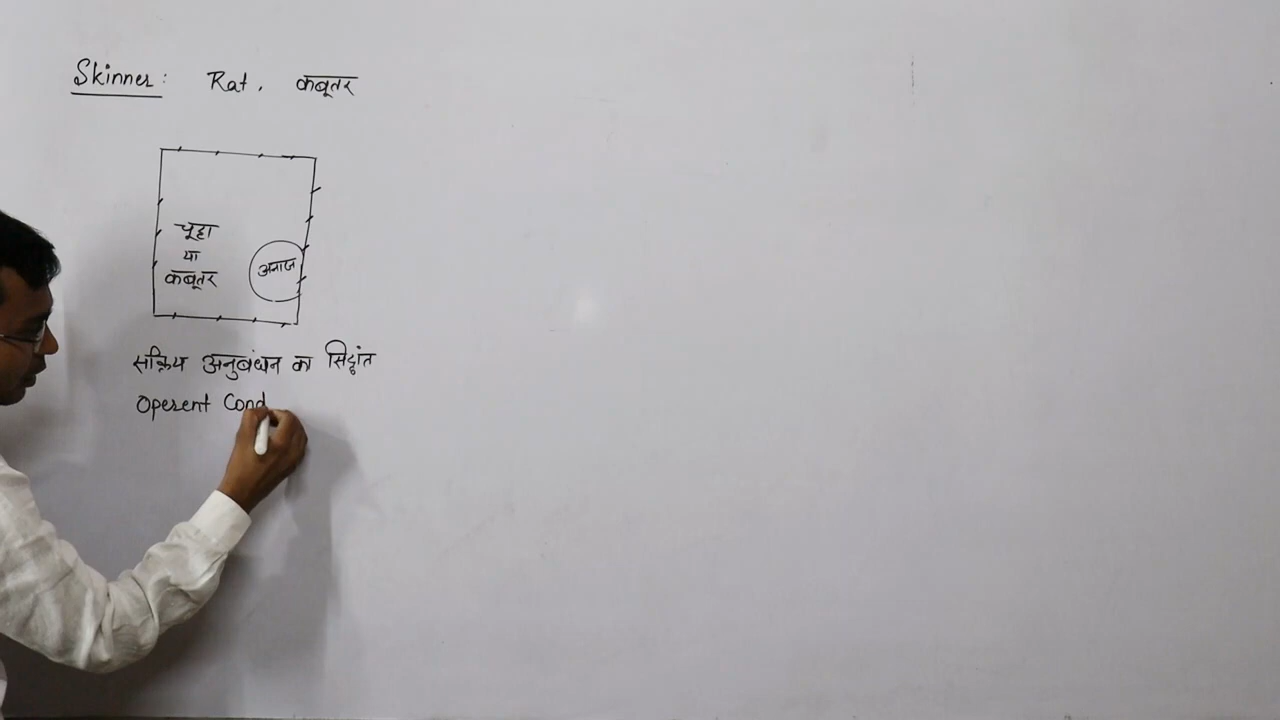 Skinner: Rat, कबूतर
चूहा
या
कबूतर
अनाज
सक्रिय अनुबंधन का सिद्धांत
Operent Cond